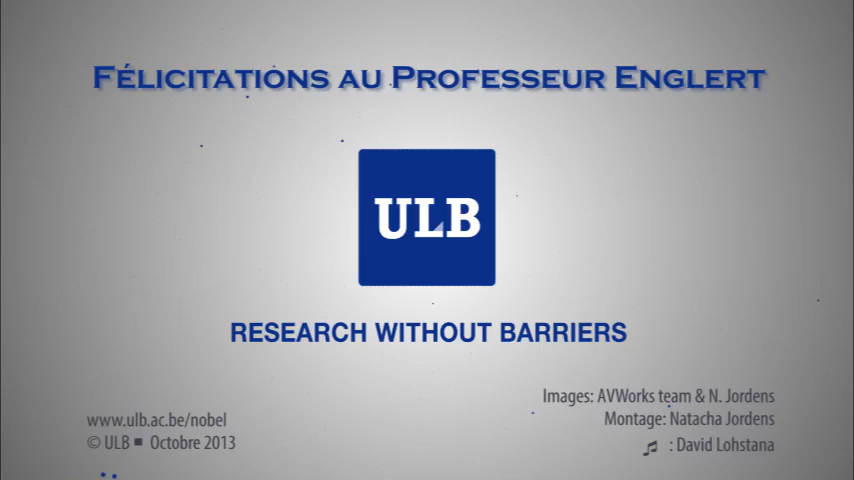 FÉLICITATIONS AU PROFESSEUR ENGLERT
ULB
RESEARCH WITHOUT BARRIERS
www.ulb.ac.be/nobel
© ULB ■ Octobre 2013
Images: AVWorks team & N. Jordens
Montage: Natacha Jordens
♫ : David Lohstana